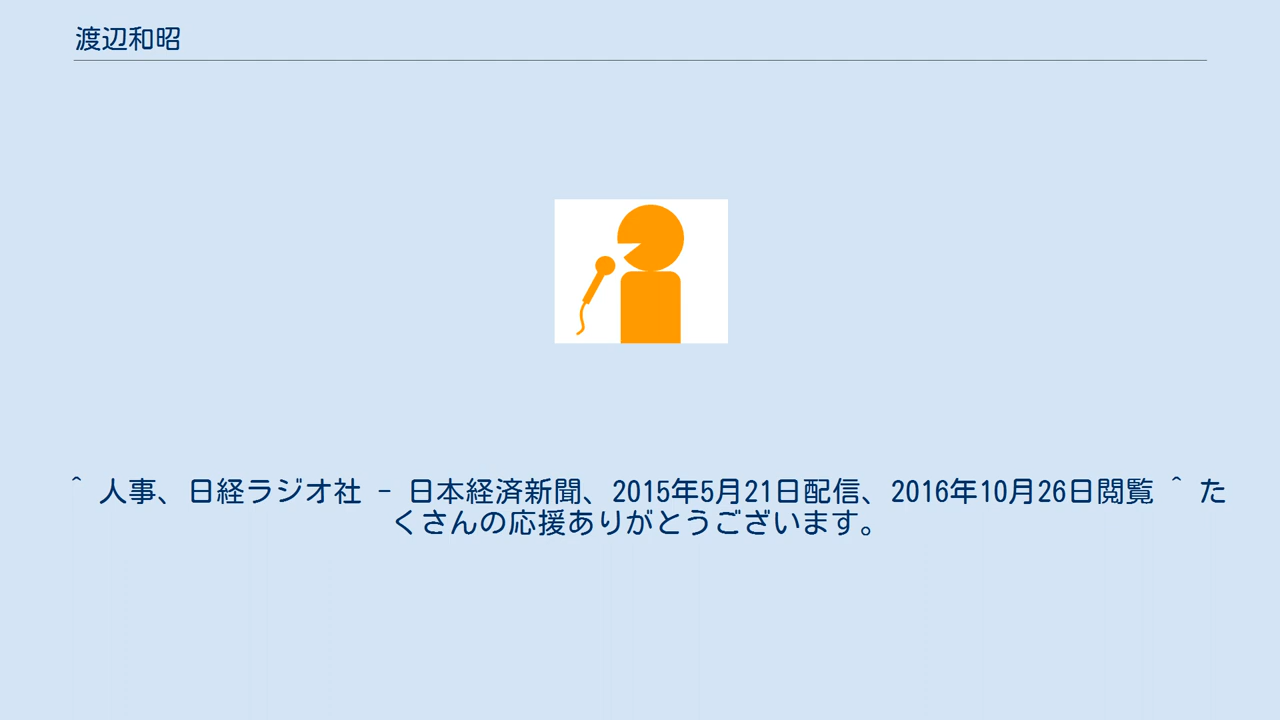 渡辺和昭
^ 人事、日経ラジオ社 - 日本経済新聞、2015年5月21日配信、2016年10月26日閲覧 ^ た
くさんの応援ありがとうございます。